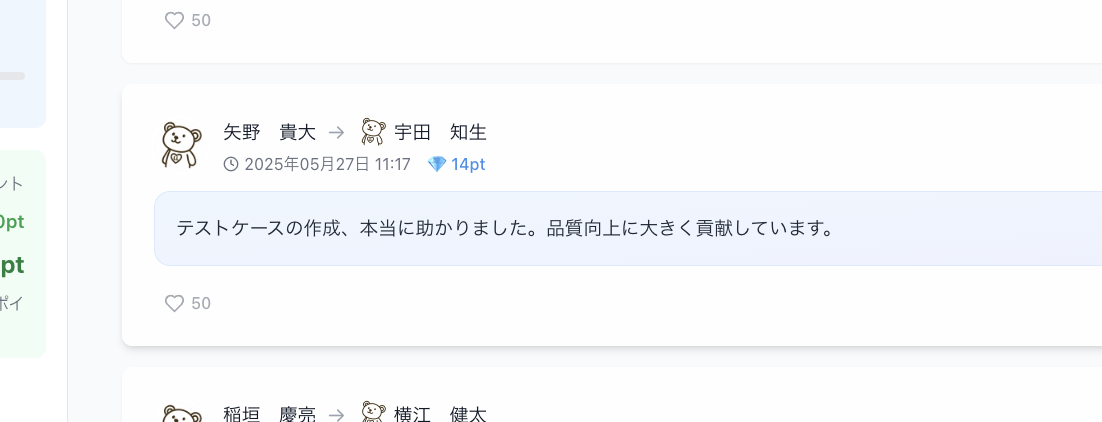 50
矢野　貴大 → 宇田　知生
2025年05月27日 11:17 14pt
ント
0pt
テストケースの作成、本当に助かりました。品質向上に大きく貢献しています。
pt
ポイ
50
稲垣　慶亮 → 横江　健太